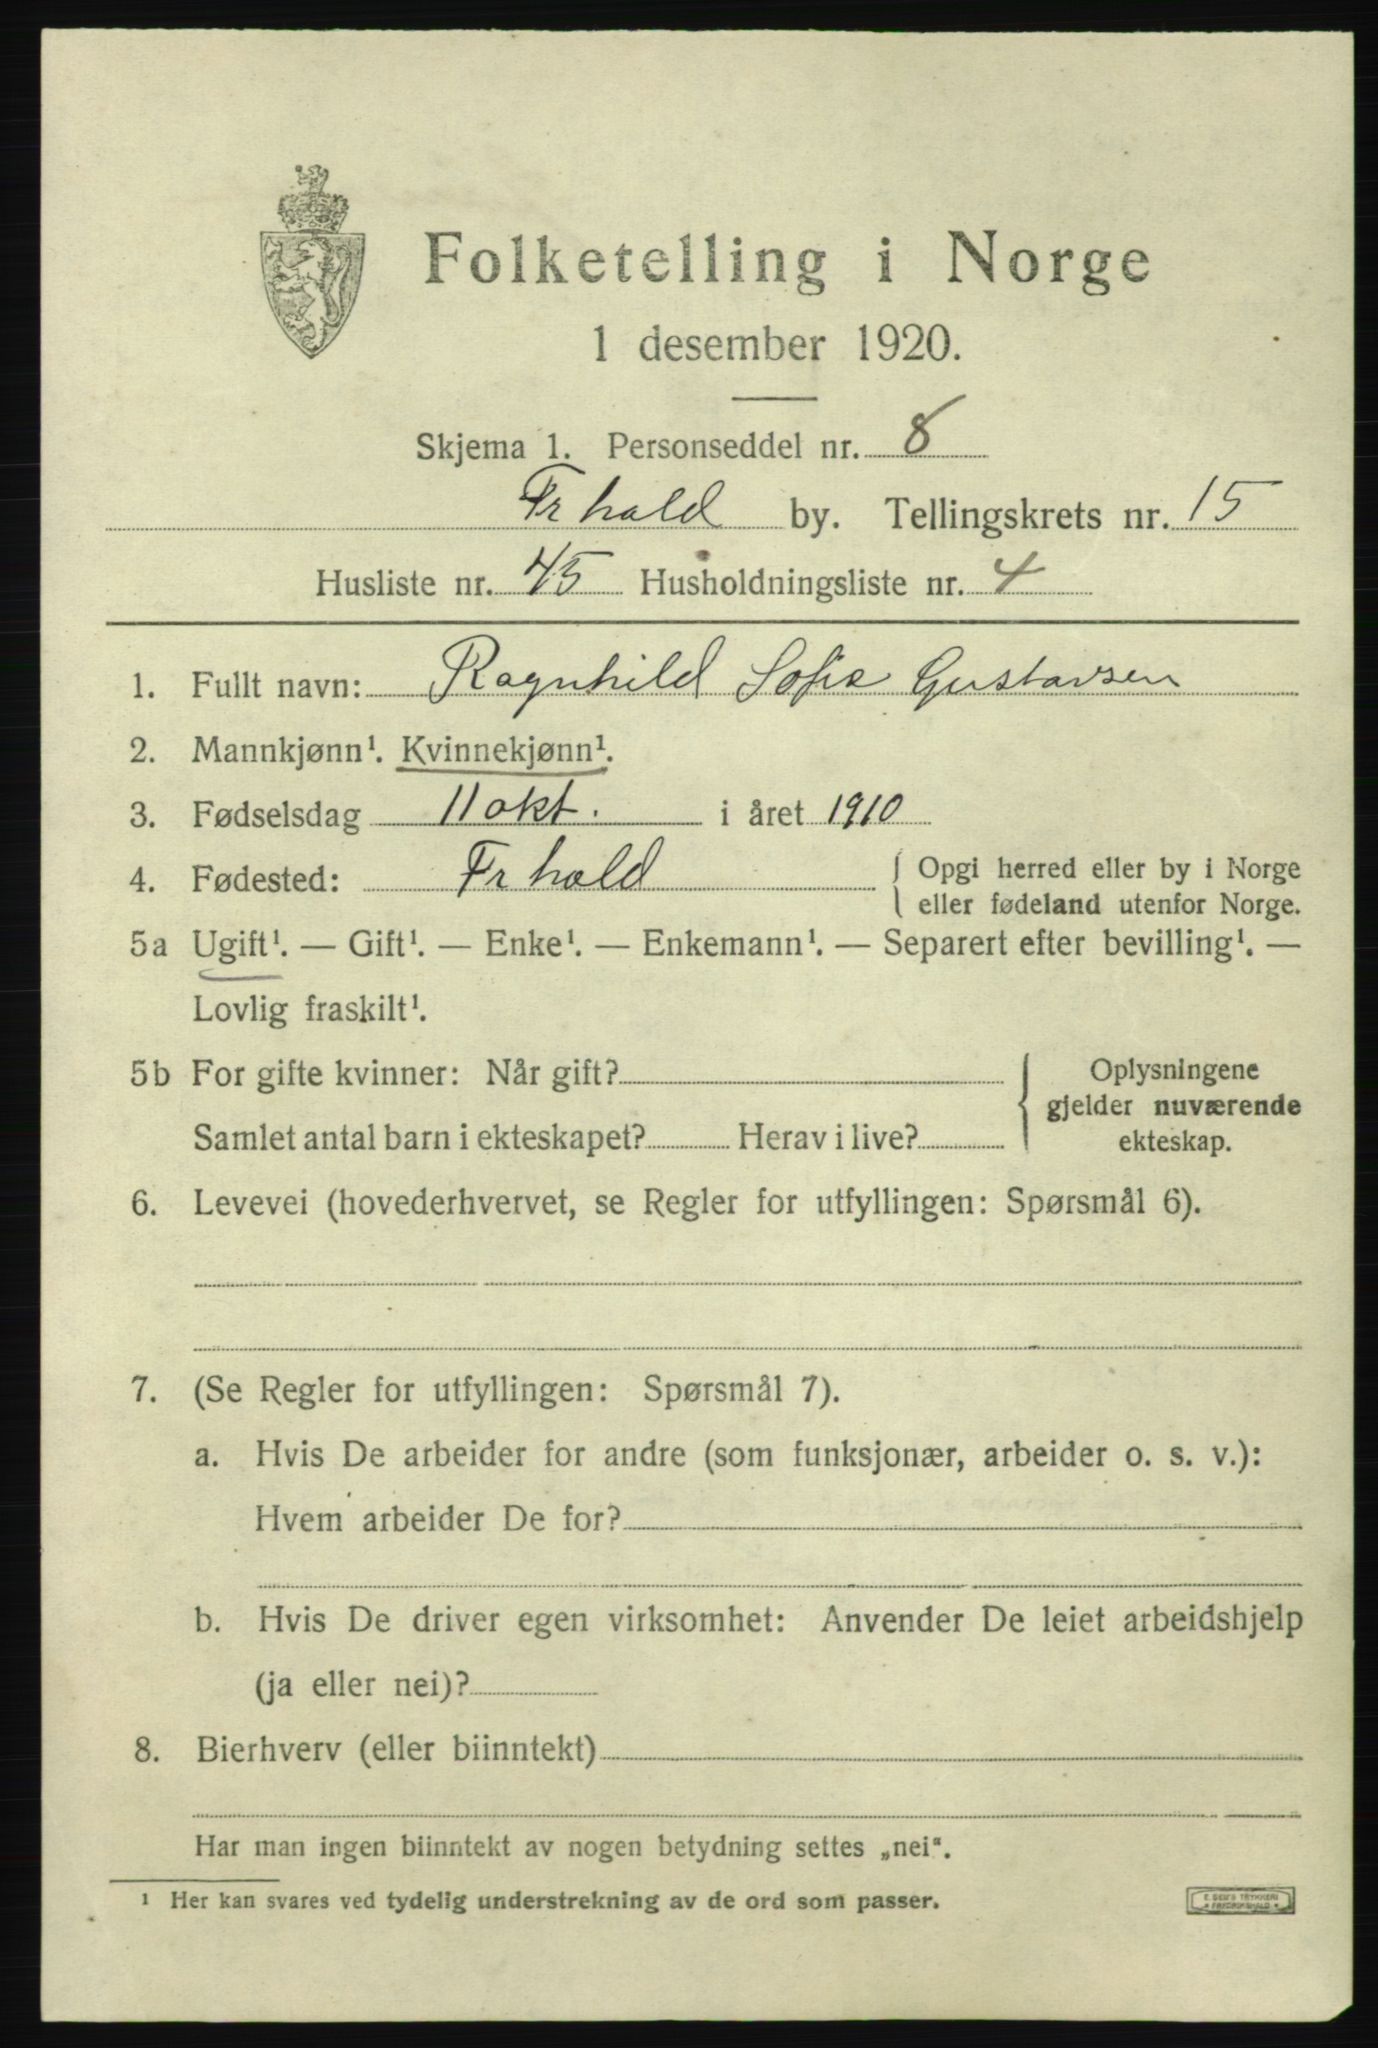 Folketelling i Norge
1 desember 1920.
Skjema 1. Personseddel nr. 8
Frhald by. Tellingskrets nr. 15
Husliste nr. 45 Husholdningsliste nr. 4
1. Fullt navn: Ragnhild Sofie Gustavsen
2. Mannkjønn¹. Kvinnekjønn¹.
3. Fødselsdag 11 okt. i året 1910
4. Fødested: Frhald { Opgi herred eller by i Norge
eller fødeland utenfor Norge.
5a Ugift¹. — Gift¹. — Enke¹. — Enkemann¹. — Separert efter bevilling¹. —
Lovlig fraskilt¹.
5b For gifte kvinner: Når gift?
Samlet antal barn i ekteskapet? Herav i live?
{ Oplysningene
gjelder nuværende
ekteskap.
6. Levevei (hovederhvervet, se Regler for utfyllingen: Spørsmål 6).
7. (Se Regler for utfyllingen: Spørsmål 7).
a. Hvis De arbeider for andre (som funksjonær, arbeider o. s. v.):
Hvem arbeider De for?
b. Hvis De driver egen virksomhet: Anvender De leiet arbeidshjelp
(ja eller nei)?
8. Bierhverv (eller biinntekt)
Har man ingen biinntekt av nogen betydning settes „nei“.
¹ Her kan svares ved tydelig understrekning av de ord som passer.
E. SEM'S TRYKKERI
FREDRIKSHALD